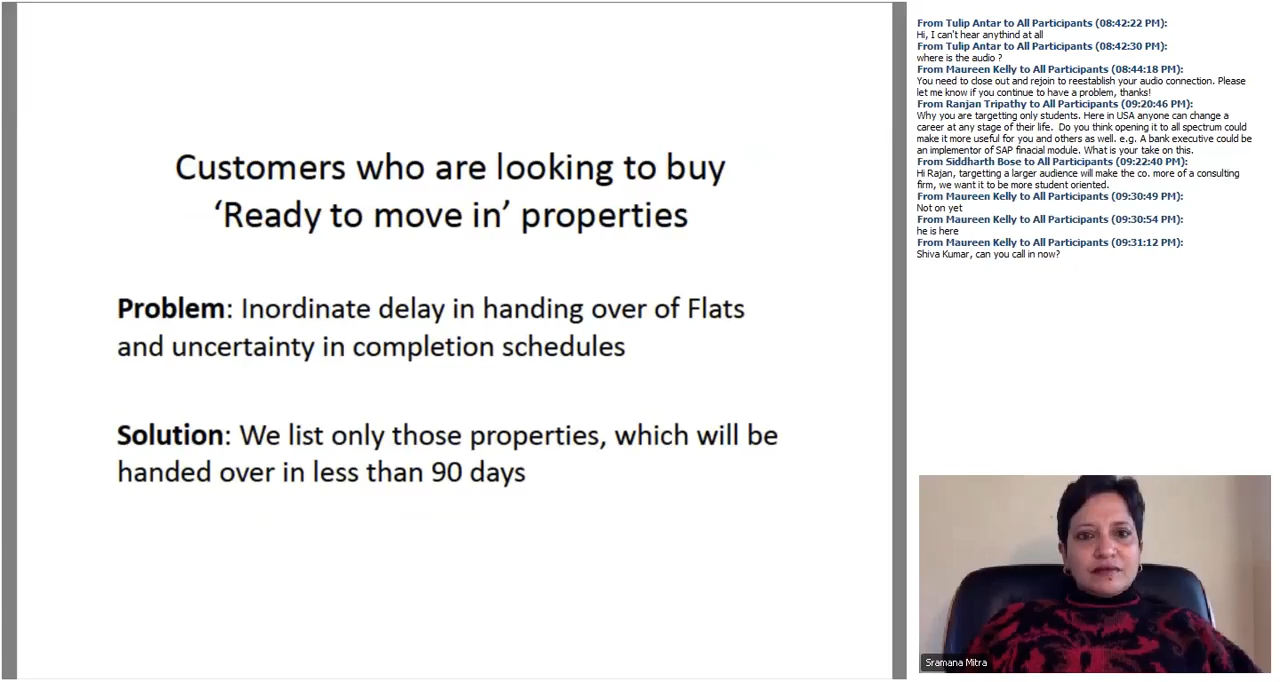 Customers who are looking to buy
‘Ready to move in’ properties
Problem: Inordinate delay in handing over of Flats
and uncertainty in completion schedules
Solution: We list only those properties, which will be
handed over in less than 90 days
From Tulip Antar to All Participants (08:42:22 PM):
Hi, I can't hear anythind at all
From Tulip Antar to All Participants (08:42:30 PM):
where is the audio ?
From Maureen Kelly to All Participants (08:44:18 PM):
You need to close out and rejoin to reestablish your audio connection. Please
let me know if you continue to have a problem, thanks!
From Ranjan Tripathy to All Participants (09:20:46 PM):
Why you are targetting only students. Here in USA anyone can change a
career at any stage of their life. Do you think opening it to all spectrum could
make it more useful for you and others as well. e.g. A bank executive could be
an implementor of SAP finacial module. What is your take on this.
From Siddharth Bose to All Participants (09:22:40 PM):
Hi Rajan, targeting a larger audience will make the co. more of a consulting
firm, we want it to be more student oriented.
From Maureen Kelly to All Participants (09:30:49 PM):
Not on yet
From Maureen Kelly to All Participants (09:30:54 PM):
he is here
From Maureen Kelly to All Participants (09:31:12 PM):
Shiva Kumar, can you call in now?
Sramana Mitra